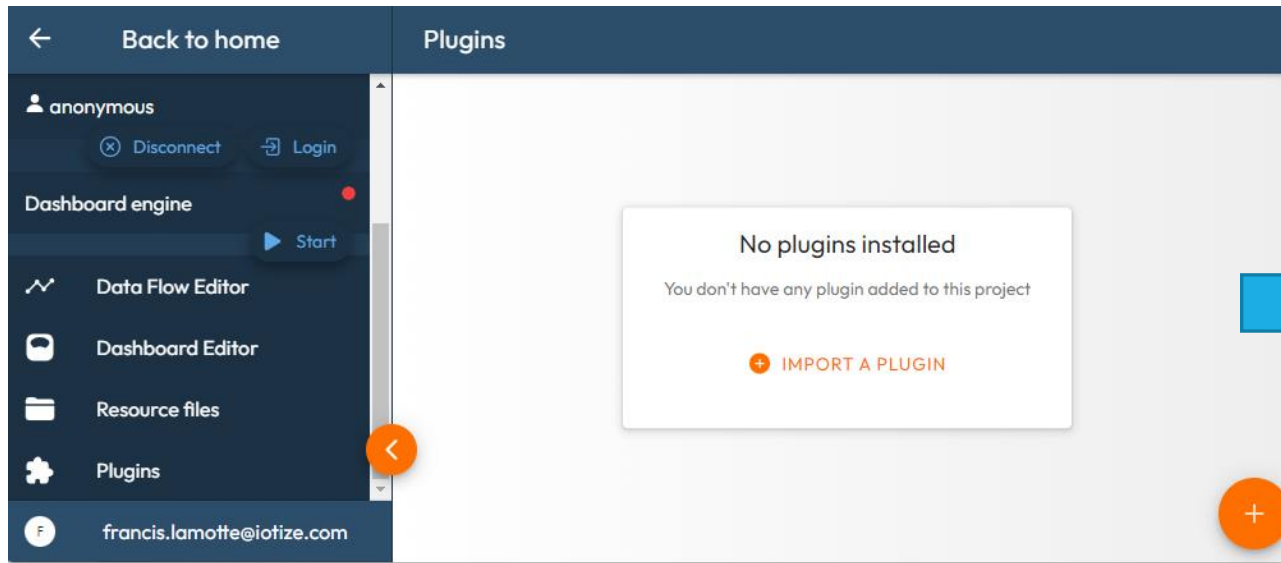 Back to home
Plugins
anonymous
Disconnect
Login
Dashboard engine
Start
Data Flow Editor
Dashboard Editor
Resource files
Plugins
F
francis.lamotte@iotize.com
No plugins installed
You don't have any plugin added to this project
IMPORT A PLUGIN